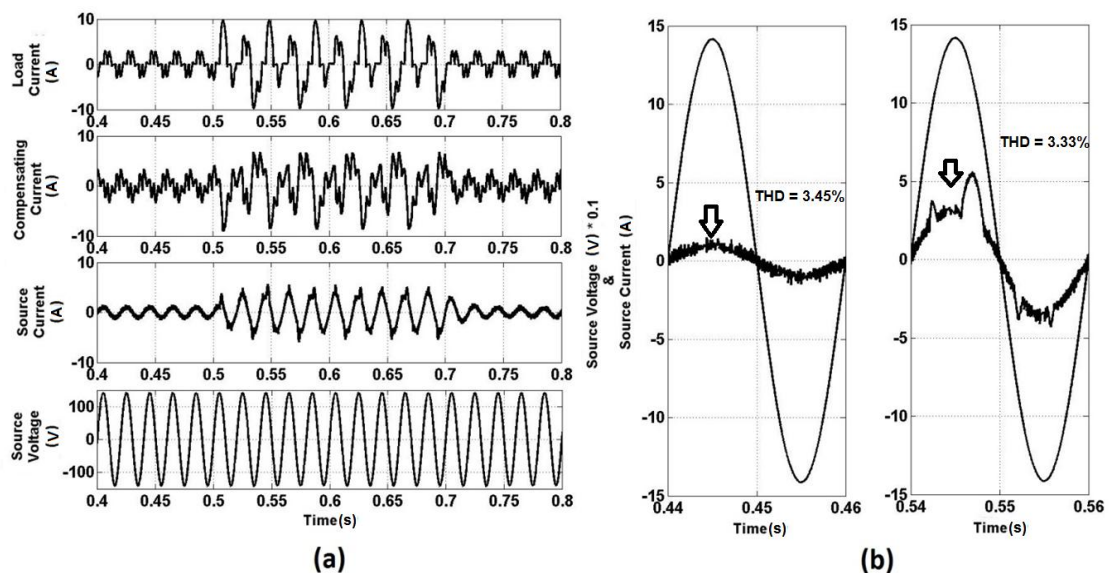 Load
Current
(A)
10
0
-10
0.4 0.45 0.5 0.55 0.6 0.65 0.7 0.75 0.8
Compensating
Current
(A)
10
0
-10
0.4 0.45 0.5 0.55 0.6 0.65 0.7 0.75 0.8
Source
Current
(A)
10
0
-10
0.4 0.45 0.5 0.55 0.6 0.65 0.7 0.75 0.8
Source
Voltage
(V)
100
0
-100
0.4 0.45 0.5 0.55 0.6 0.65 0.7 0.75 0.8
Time(s)
(a)
Source Voltage (V) * 0.1
&
Source Current (A)
15
10
5
0
-5
-10
-15
0.44 0.45 0.46
Time(s)
THD = 3.45%
15
10
5
0
-5
-10
-15
0.54 0.55 0.56
Time(s)
THD = 3.33%
(b)